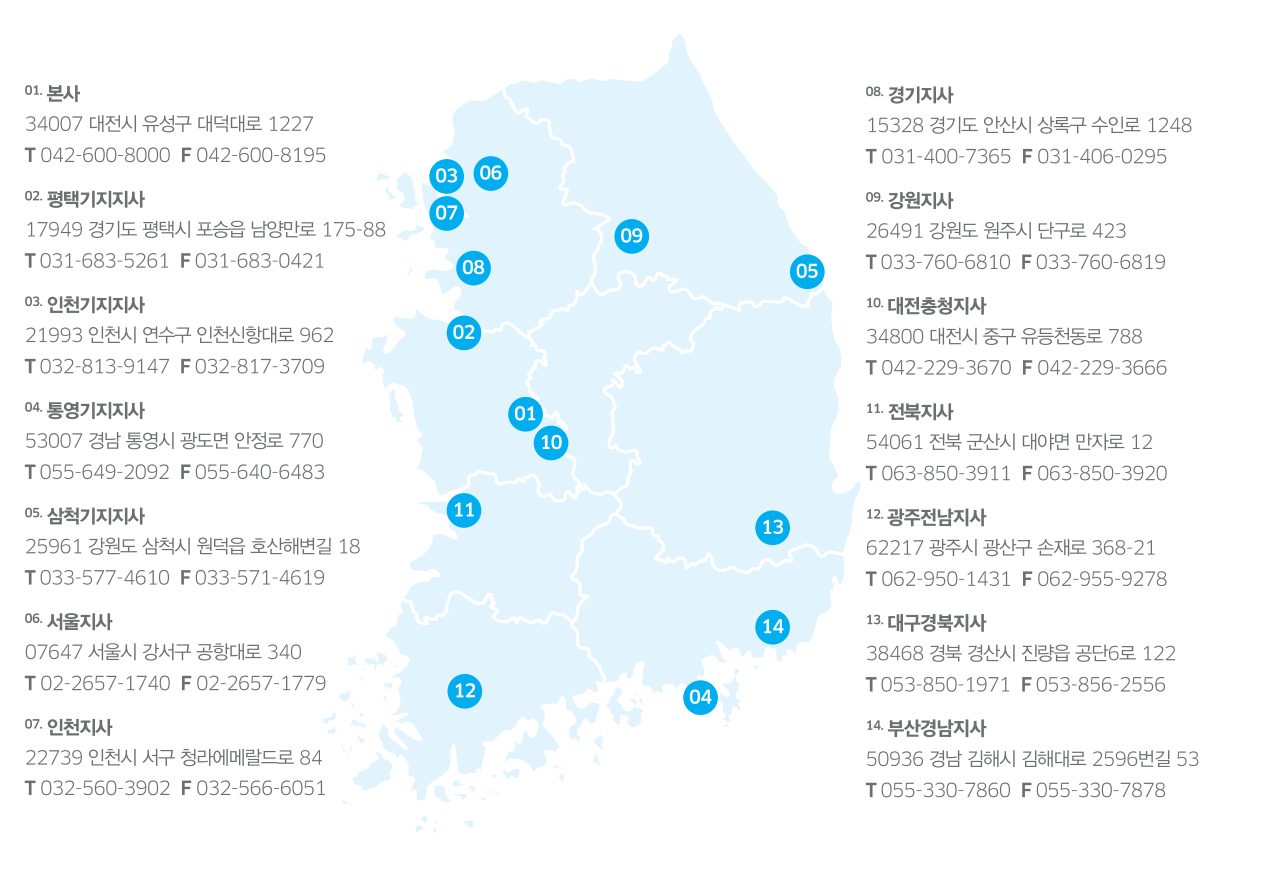 01. 본사
34007 대전시 유성구 대덕대로 1227
T 042-600-8000 F 042-600-8195
02. 평택기지지사
17949 경기도 평택시 포승읍 남양만로 175-88
T 031-683-5261 F 031-683-0421
03. 인천기지지사
21993 인천시 연수구 인천신항대로 962
T 032-813-9147 F 032-817-3709
04. 통영기지지사
53007 경남 통영시 광도면 안정로 770
T 055-649-2092 F 055-640-6483
05. 삼척기지지사
25961 강원도 삼척시 원덕읍 호산해변길 18
T 033-577-4610 F 033-571-4619
06. 서울지사
07647 서울시 강서구 공항대로 340
T 02-2657-1740 F 02-2657-1779
07. 인천지사
22739 인천시 서구 청라에메랄드로 84
T 032-560-3902 F 032-566-6051
03
06
07
09
08
05
02
01
10
11
13
14
12
04
08. 경기지사
15328 경기도 안산시 상록구 수인로 1248
T 031-400-7365 F 031-406-0295
09. 강원지사
26491 강원도 원주시 단구로 423
T 033-760-6810 F 033-760-6819
10. 대전충청지사
34800 대전시 중구 유등천동로 788
T 042-229-3670 F 042-229-3666
11. 전북지사
54061 전북 군산시 대야면 만자로 12
T 063-850-3911 F 063-850-3920
12. 광주전남지사
62217 광주시 광산구 손재로 368-21
T 062-950-1431 F 062-955-9278
13. 대구경북지사
38468 경북 경산시 진량읍 공단6로 122
T 053-850-1971 F 053-856-2556
14. 부산경남지사
50936 경남 김해시 김해대로 2596번길 53
T 055-330-7860 F 055-330-7878